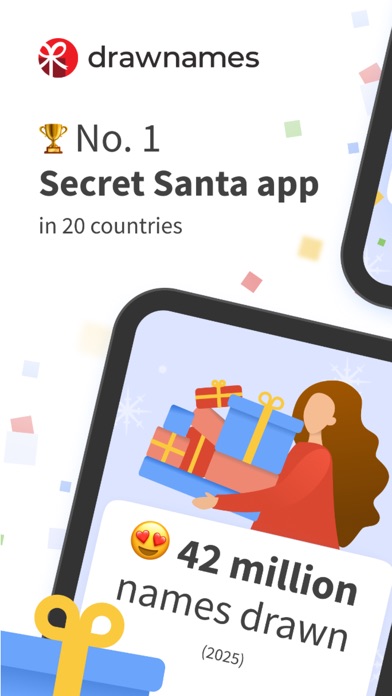 drawnames
🏆 No. 1
Secret Santa app
in 20 countries
😍 42 million
names drawn
(2025)